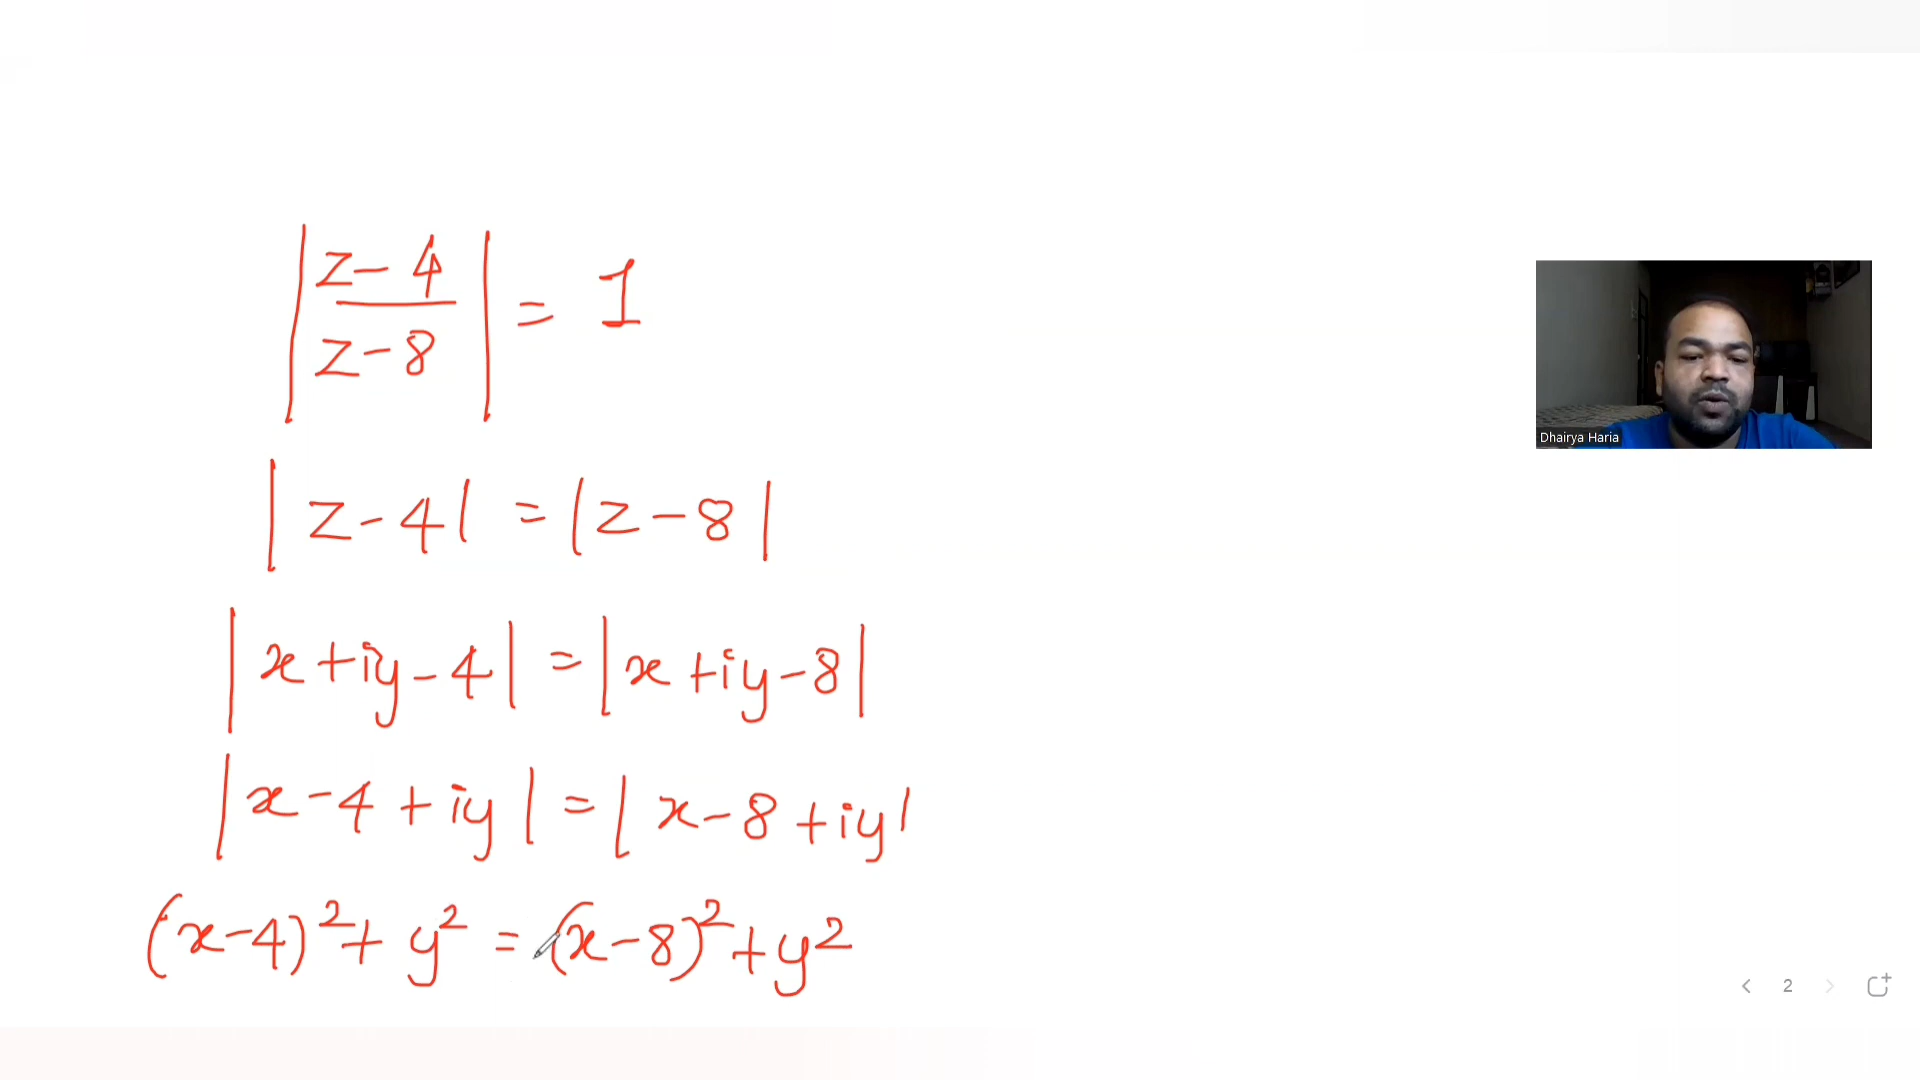 |z-4/z-8| = 1
|z-4| = |z-8|
|x+iy-4| = |x+iy-8|
|x-4+iy| = |x-8+iy|
(x-4)²+y² = (x-8)²+y²
Dhairya Haria
2